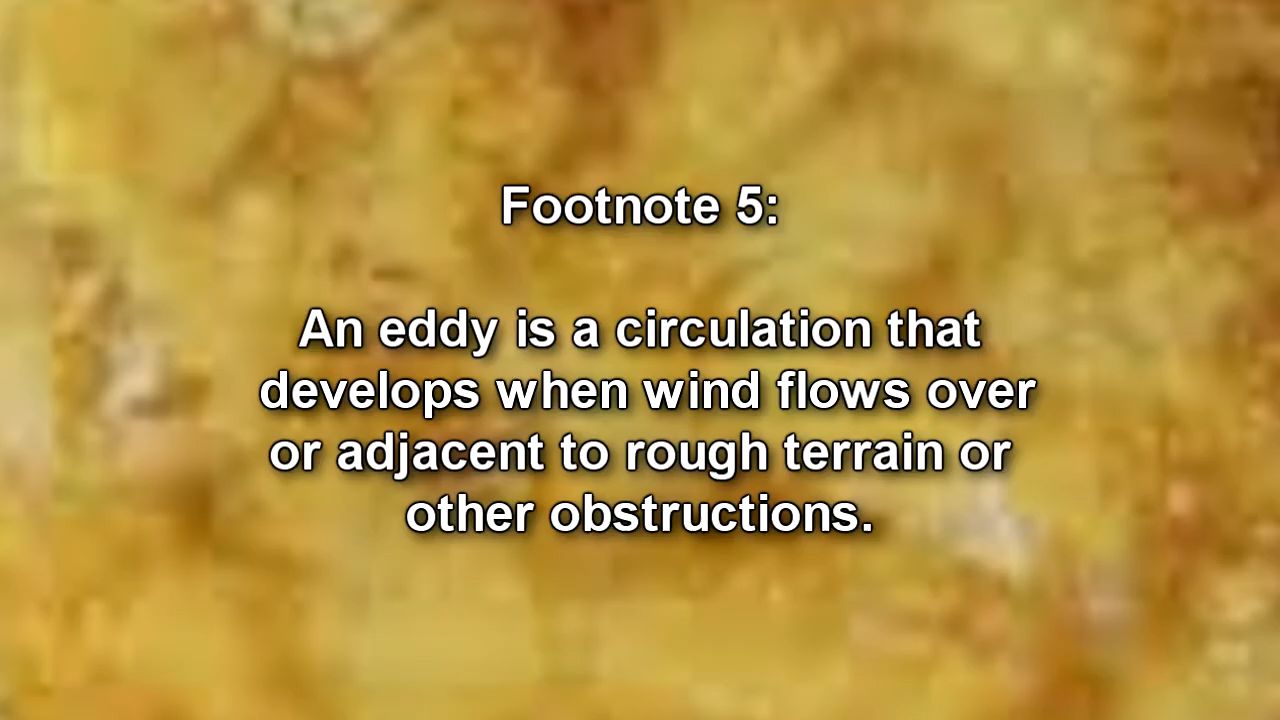 Footnote 5:
An eddy is a circulation that
develops when wind flows over
or adjacent to rough terrain or
other obstructions.